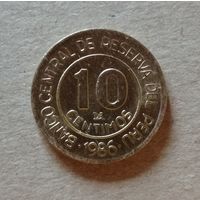 BANCO CENTRAL DE RESERVA DEL PERU
10
CENTIMOS
1986